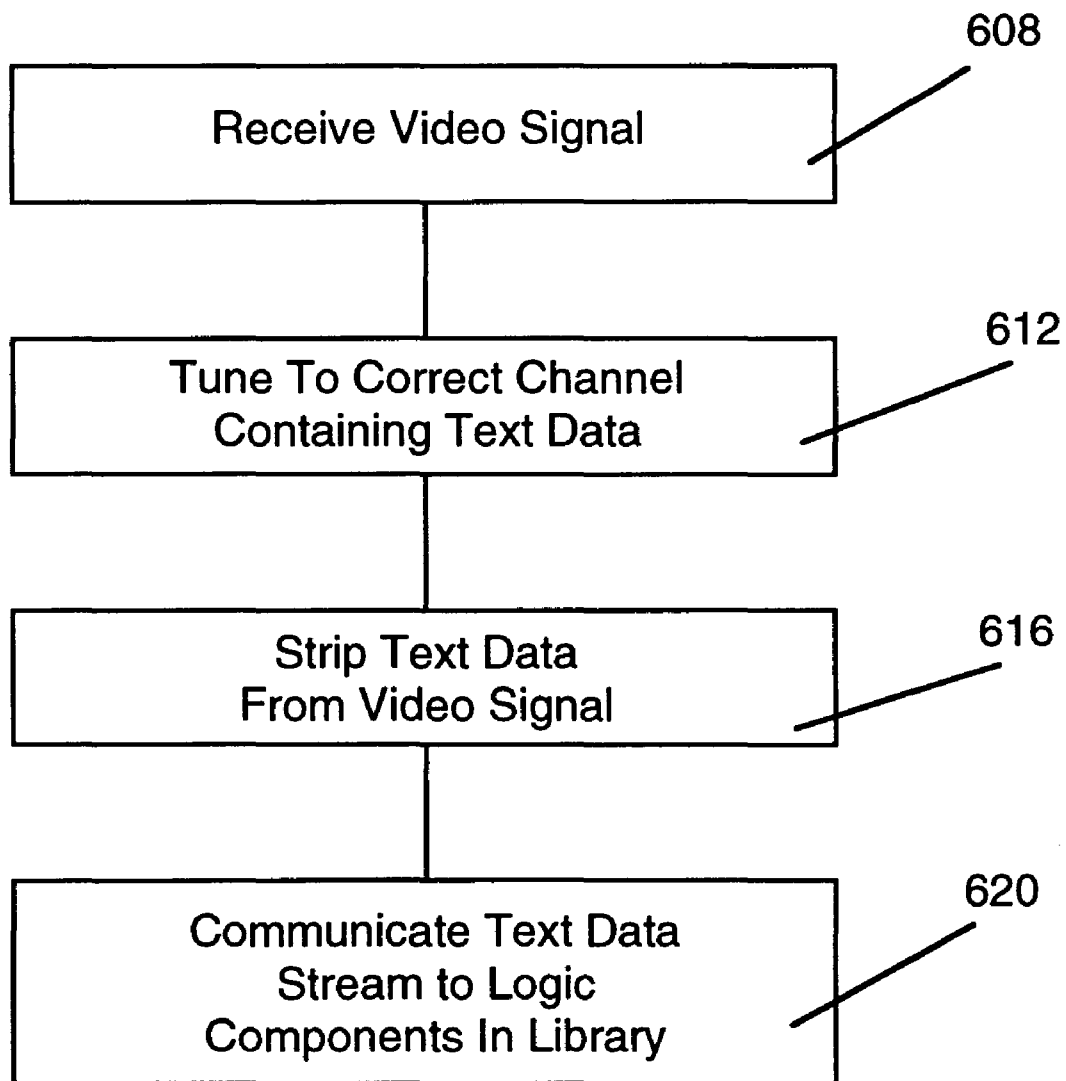 608
Receive Video Signal
612
Tune To Correct Channel
Containing Text Data
616
Strip Text Data
From Video Signal
620
Communicate Text Data
Stream to Logic
Components In Library